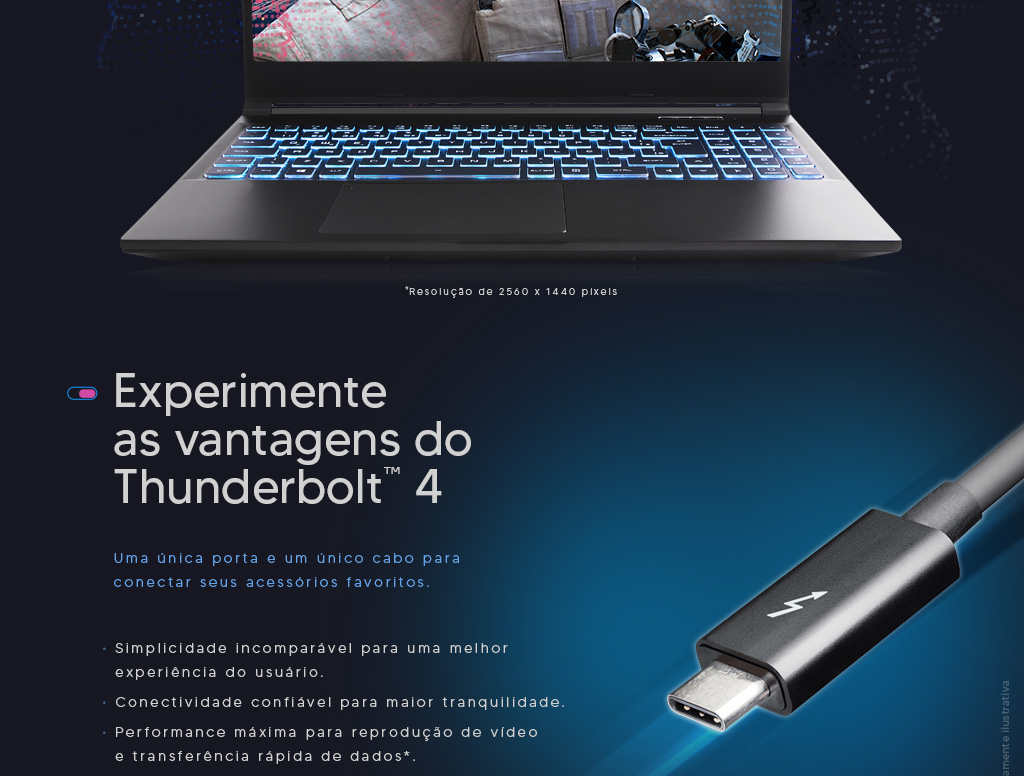 *Resolução de 2560 x 1440 pixels
Experimente
as vantagens do
Thunderbolt™ 4
Uma única porta e um único cabo para
conectar seus acessórios favoritos.
• Simplicidade incomparável para uma melhor
experiência do usuário.
• Conectividade confiável para maior tranquilidade.
• Performance máxima para reprodução de vídeo
e transferência rápida de dados*.
ilustrativa